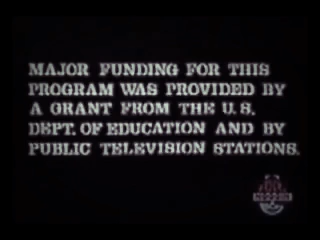 MAJOR FUNDING FOR THIS
PROGRAM WAS PROVIDED BY
A GRANT FROM THE U.S.
DEPT. OF EDUCATION AND BY
PUBLIC TELEVISION STATIONS.